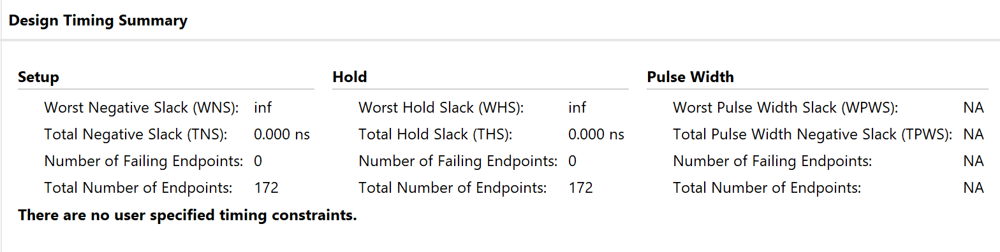 Design Timing Summary
Setup Hold Pulse Width
Worst Negative Slack (WNS): inf Worst Hold Slack (WHS): inf Worst Pulse Width Slack (WPWS): NA
Total Negative Slack (TNS): 0.000 ns Total Hold Slack (THS): 0.000 ns Total Pulse Width Negative Slack (TPWS): NA
Number of Failing Endpoints: 0 Number of Failing Endpoints: 0 Number of Failing Endpoints: NA
Total Number of Endpoints: 172 Total Number of Endpoints: 172 Total Number of Endpoints: NA
There are no user specified timing constraints.